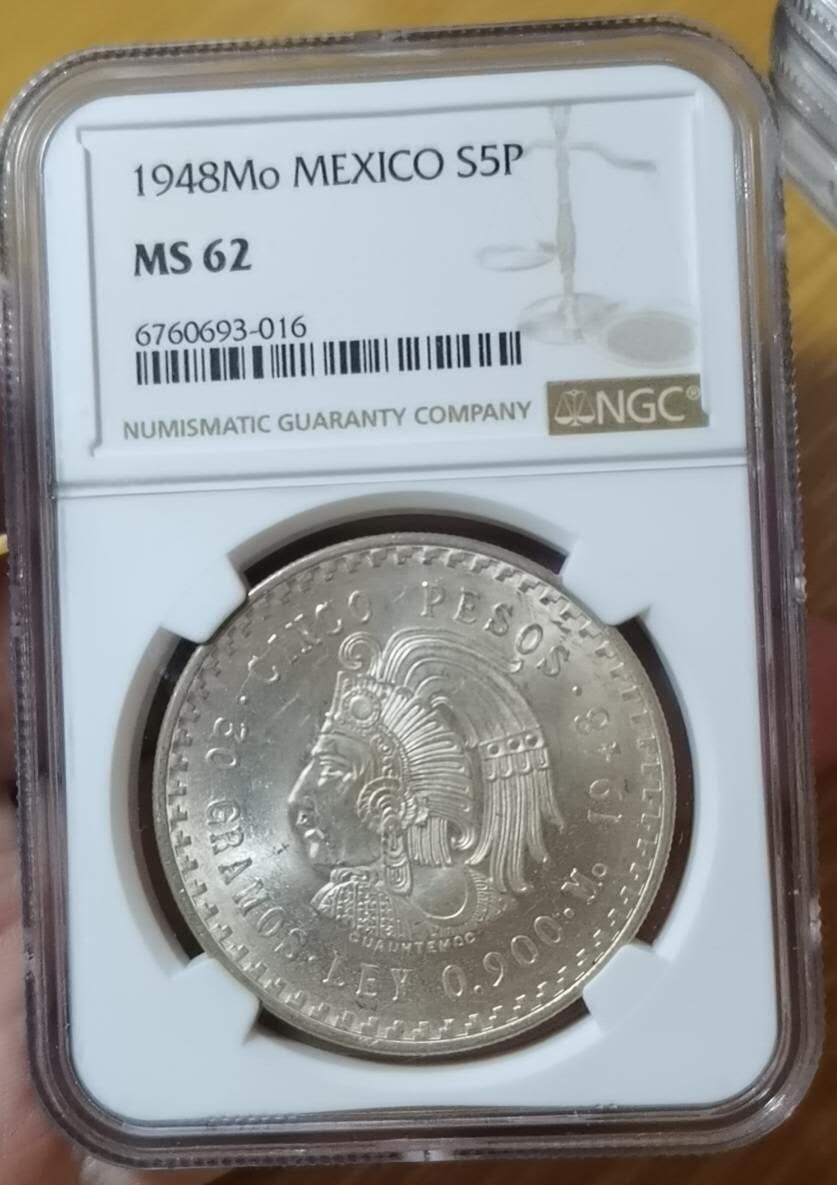 1948Mo MEXICO S5P
MS 62
6760693-016
NUMISMATIC GUARANTY COMPANY
NGC®
· CINCO PESOS ·
30 GRAMOS · LEY 0.900 · Mo 1948
CUAUHTEMOC